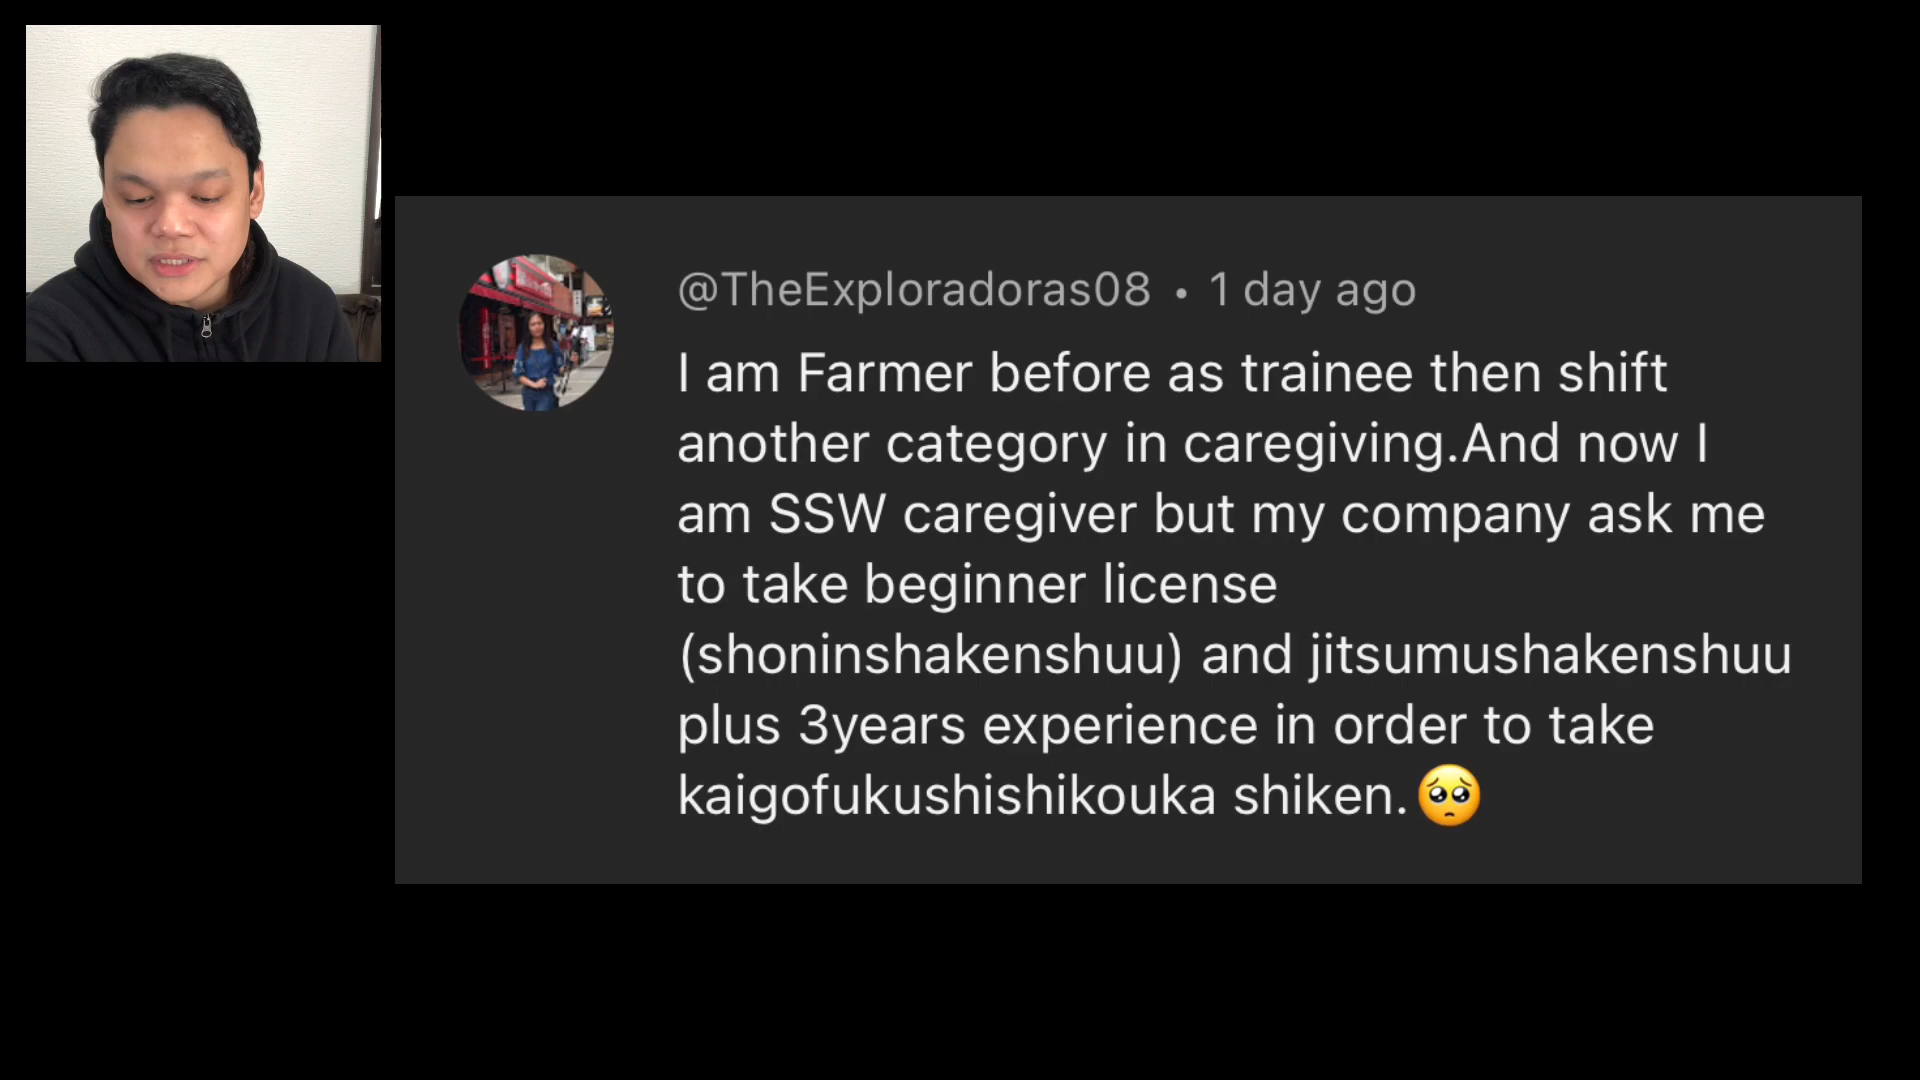 @TheExploradoras08 • 1 day ago
I am Farmer before as trainee then shift
another category in caregiving.And now I
am SSW caregiver but my company ask me
to take beginner license
(shoninshakenshuu) and jitsumushakenshuu
plus 3years experience in order to take
kaigofukushishikouka shiken.🥺